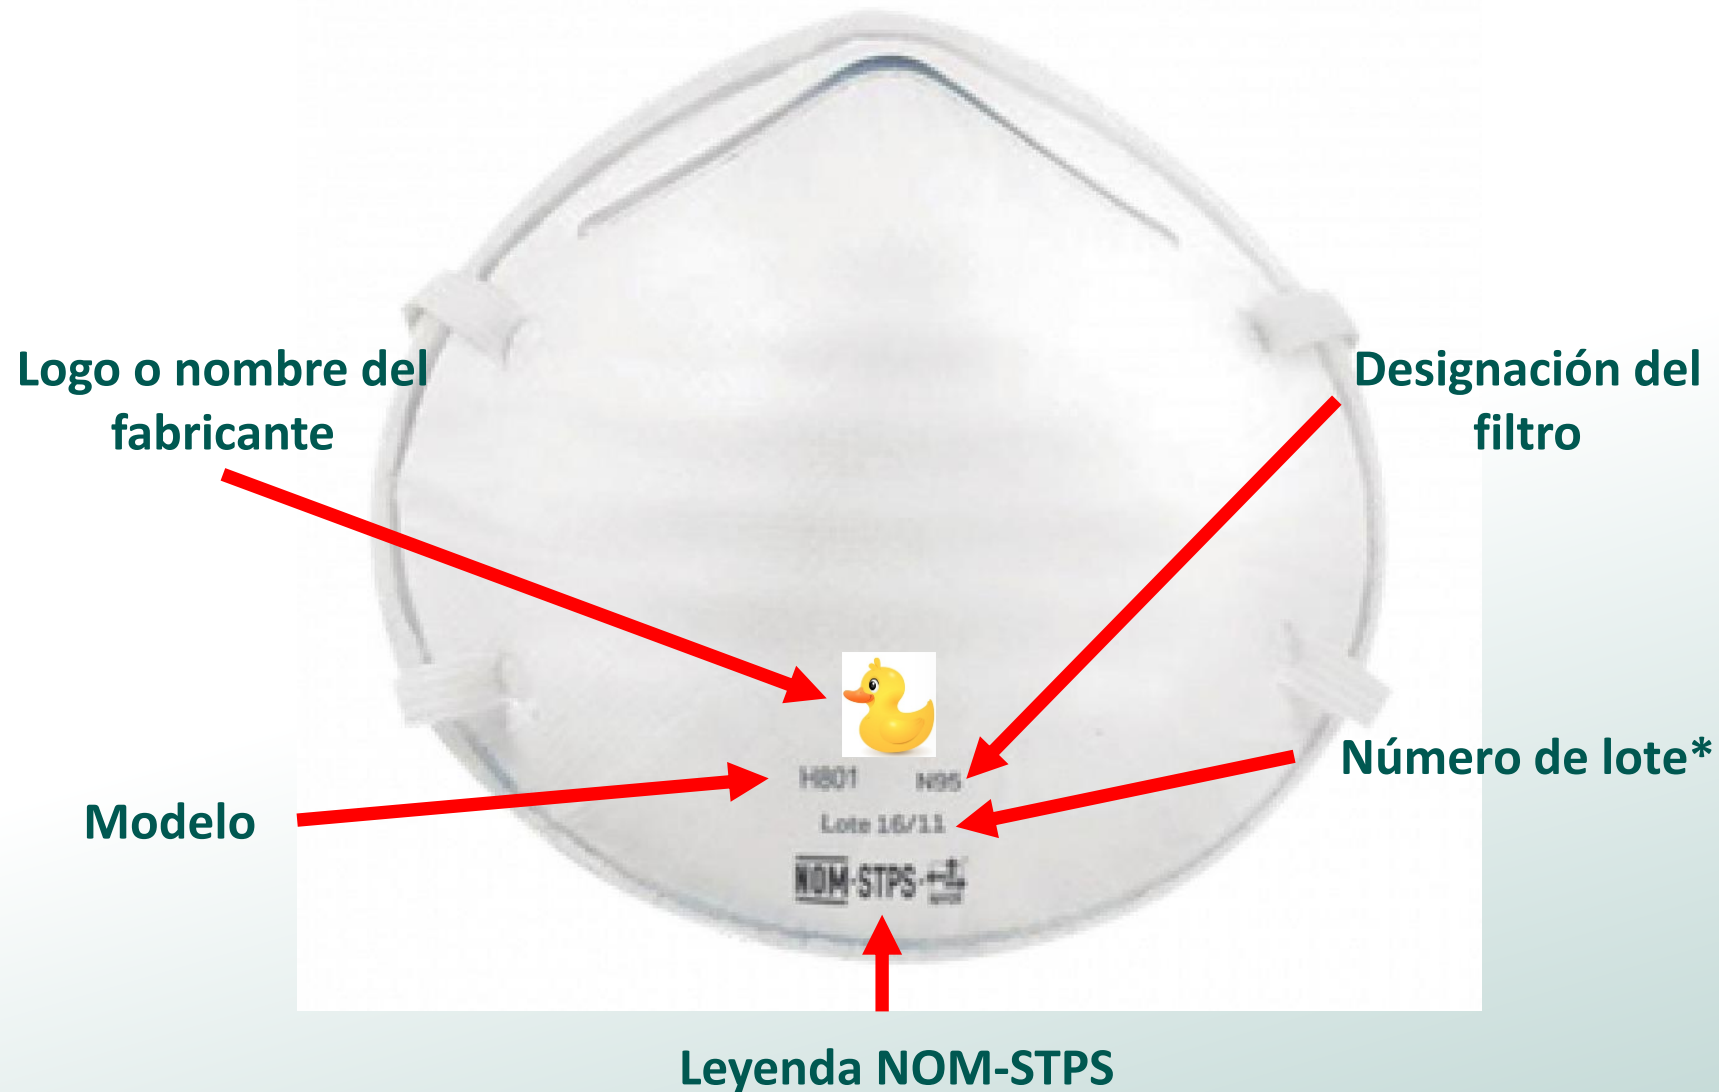 Logo o nombre del
fabricante
Designación del
filtro
Modelo
Número de lote*
H801 N95
Lote 16/11
NOM-STPS-
Leyenda NOM-STPS